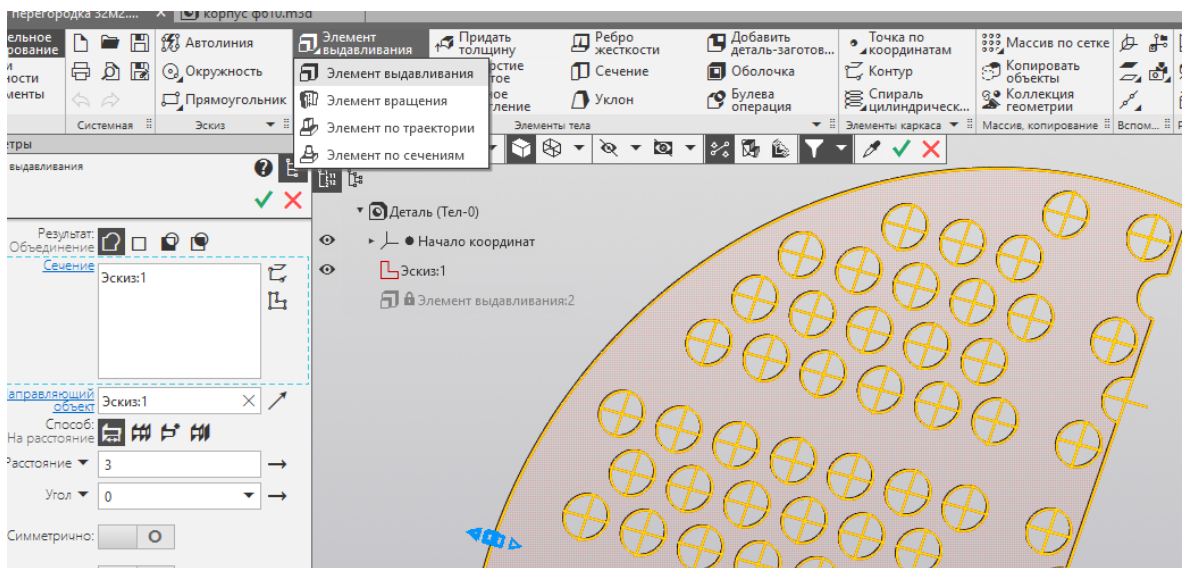 перегородка 32м2....
корпус фб10.m3d
Автолиния
Окружность
Прямоугольник
Системная
Эскиз
Элемент
выдавливания
Элемент выдавливания
Элемент вращения
Элемент по траектории
Элемент по сечениям
Придать
толщину
Ребро
жесткости
Сечение
Уклон
Добавить
деталь-заготов...
Оболочка
Булева
операция
Элементы тела
Точка по
координатам
Контур
Спираль
цилиндрическ...
Элементы каркаса
Массив по сетке
Копировать
объекты
Коллекция
геометрии
Массив, копирование
Вспом...
выдавливания
Результат:
Объединение
Сечение
Эскиз:1
объект
Эскиз:1
Способ:
На расстояние
Расстояние
3
Угол
0
Симметрично:
Деталь (Тел-0)
Начало координат
Эскиз:1
Элемент выдавливания:2